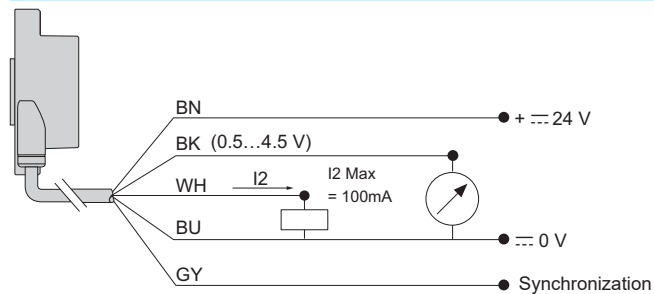 BN
+ ⎓ 24 V
BK (0.5...4.5 V)
WH
I2
I2 Max
= 100mA
BU
⎓ 0 V
GY
Synchronization